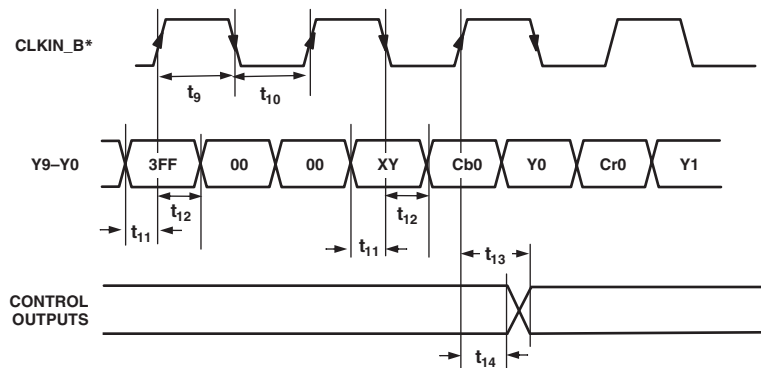 CLKIN_B*
t9
t10
Y9–Y0
3FF
00
00
XY
Cb0
Y0
Cr0
Y1
t12
t12
t11
t11
t13
CONTROL
OUTPUTS
t14